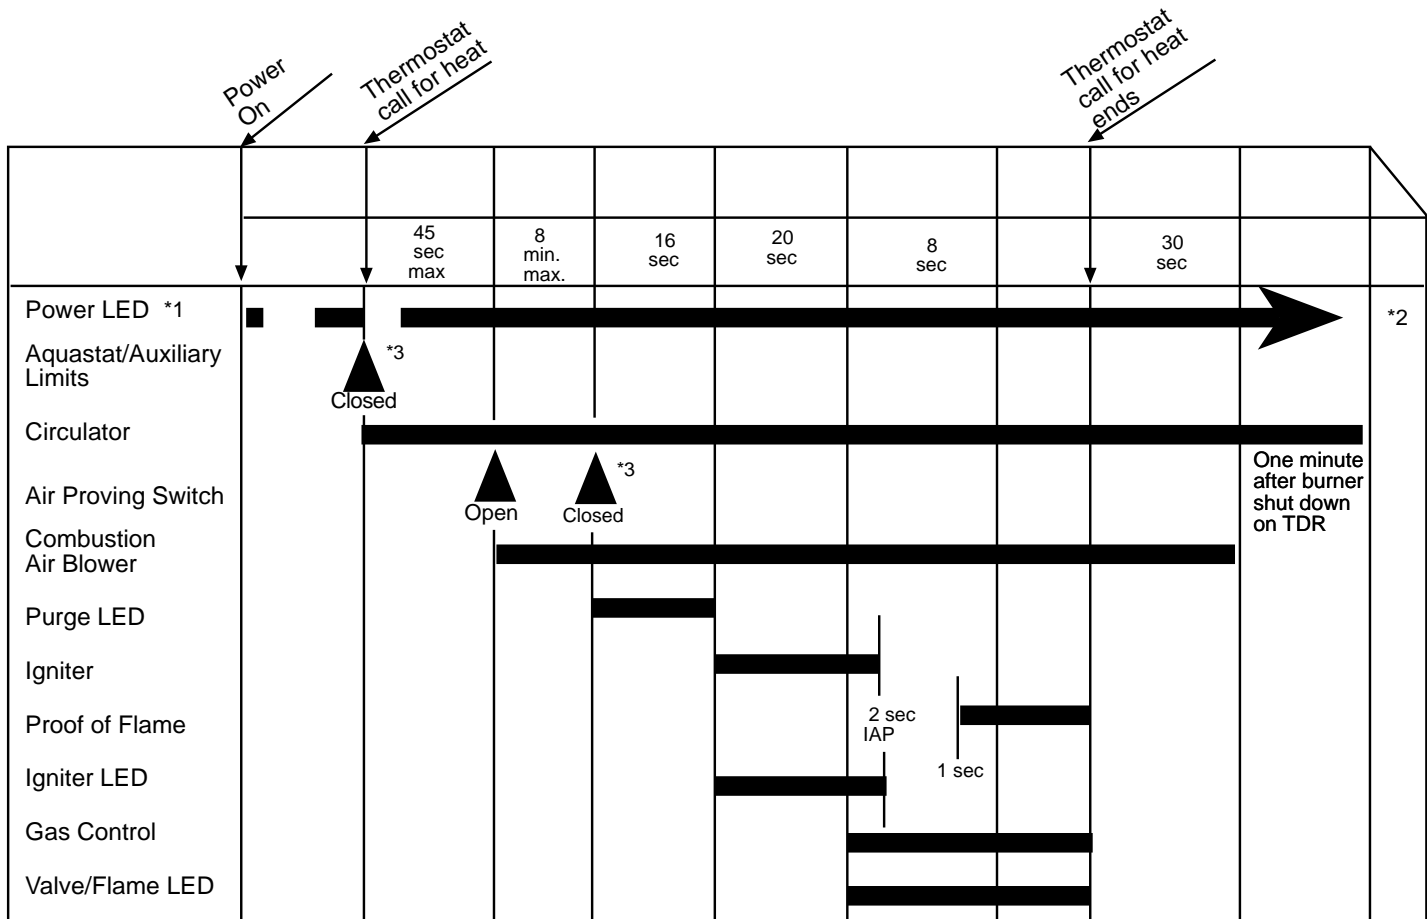 Power
On
Thermostat
call for heat
Thermostat
call for heat
ends
45
sec
max
8
min.
max.
16
sec
20
sec
8
sec
30
sec
Power LED *1
*2
Aquastat/Auxiliary
Limits
*3
Closed
Circulator
One minute
after burner
shut down
on TDR
Air Proving Switch
Open
*3
Closed
Combustion
Air Blower
Purge LED
Igniter
2 sec
IAP
Proof of Flame
1 sec
Igniter LED
Gas Control
Valve/Flame LED